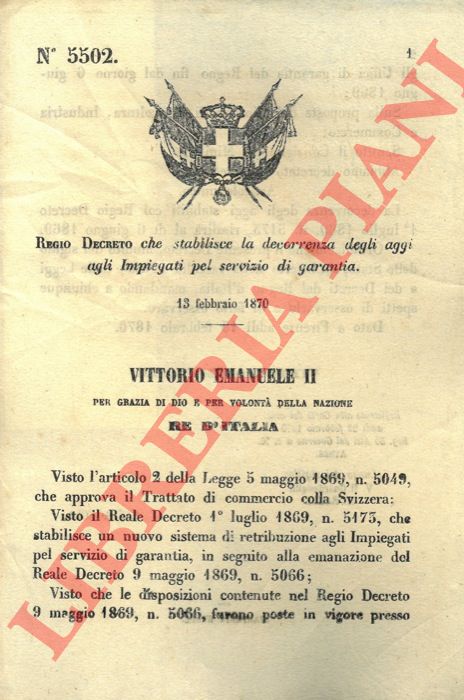 N° 5502.
1
REGIO DECRETO che stabilisce la decorrenza degli aggi
agli Impiegati pel servizio di garantia.
13 febbraio 1870
VITTORIO EMANUELE II
PER GRAZIA DI DIO E PER VOLONTÀ DELLA NAZIONE
RE D'ITALIA
Visto l'articolo 2 della Legge 5 maggio 1869, n. 5049,
che approva il Trattato di commercio colla Svizzera:
Visto il Reale Decreto 1° luglio 1869, n. 5173, che
stabilisce un nuovo sistema di retribuzione agli Impiegati
pel servizio di garantia, in seguito alla emanazione del
Reale Decreto 9 maggio 1869, n. 5066;
Visto che le disposizioni contenute nel Regio Decreto
9 maggio 1869, n. 5066, furono poste in vigore presso
LIBRERIA PIANI